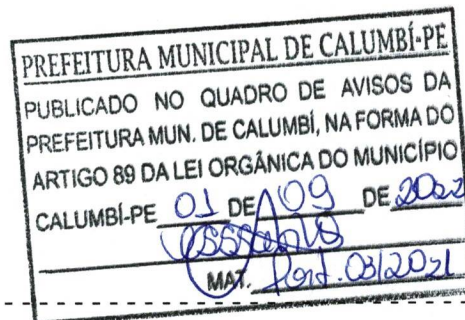 PREFEITURA MUNICIPAL DE CALUMBÍ-PE
PUBLICADO NO QUADRO DE AVISOS DA
PREFEITURA MUN. DE CALUMBÍ, NA FORMA DO
ARTIGO 89 DA LEI ORGÂNICA DO MUNICÍPIO
CALUMBÍ-PE 01 DE 09 DE 2022
MAT. Port. 03/2021